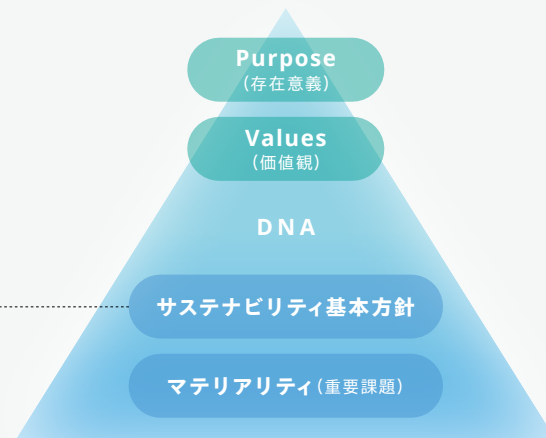 Purpose
(存在意義)
Values
(価値観)
DNA
サステナビリティ基本方針
マテリアリティ(重要課題)